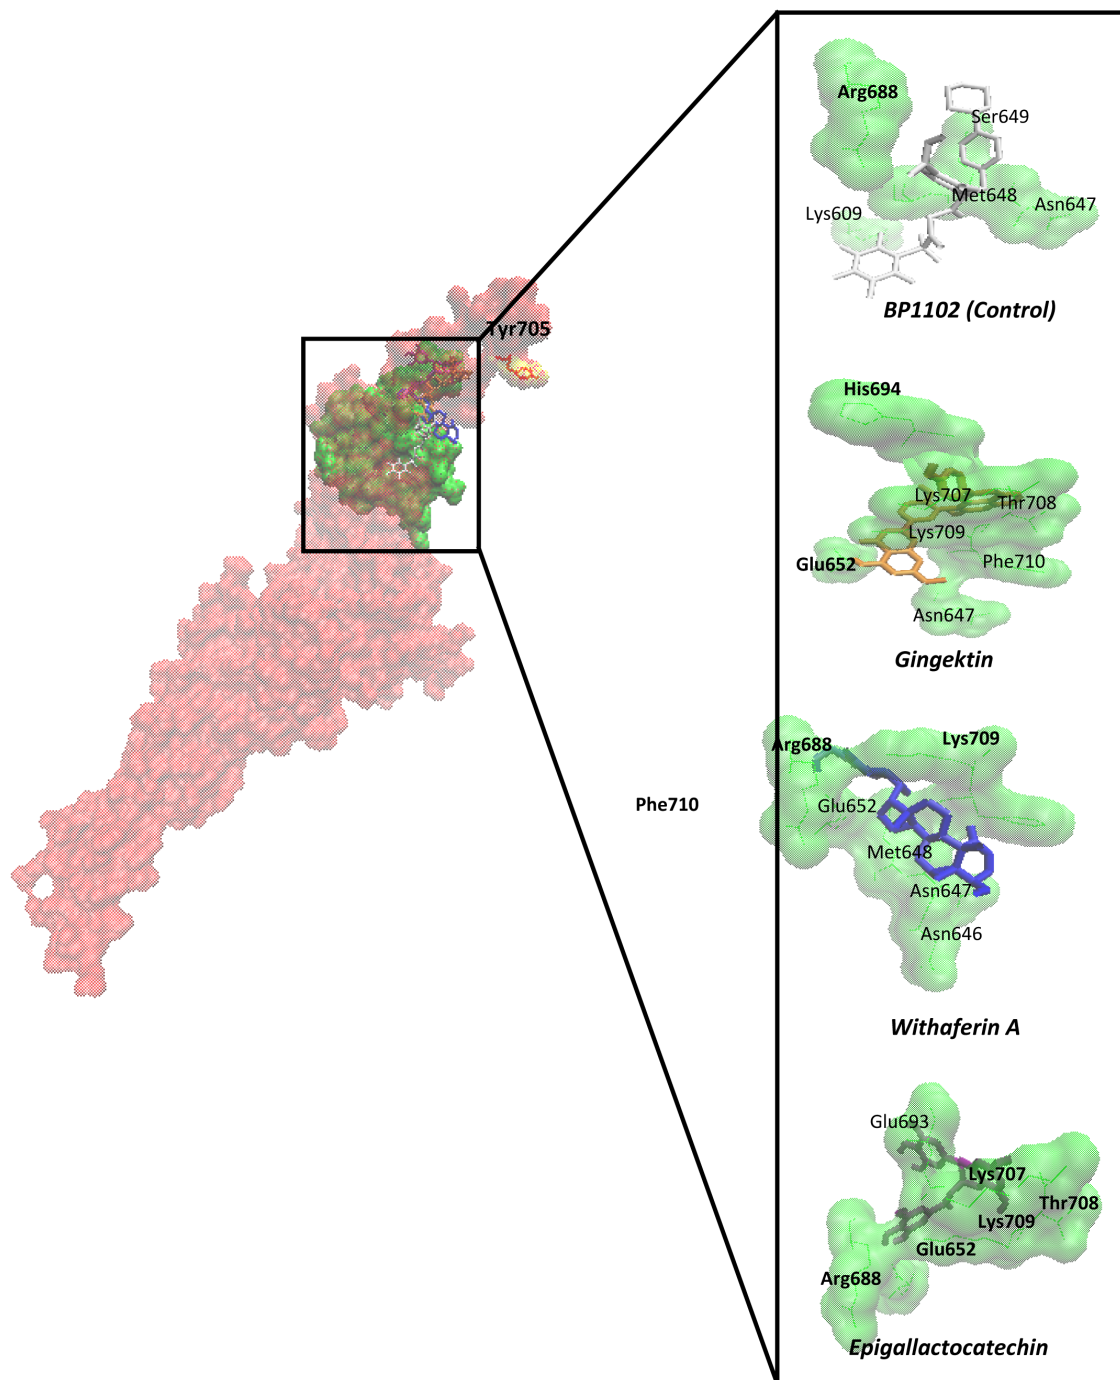 Tyr705
Arg688
Ser649
Met648
Asn647
Lys609
BP1102 (Control)
His694
Lys707
Thr708
Lys709
Glu652
Phe710
Asn647
Gingektin
Arg688
Lys709
Phe710
Glu652
Met648
Asn647
Asn646
Withaferin A
Glu693
Lys707
Thr708
Lys709
Glu652
Arg688
Epigallactocatechin